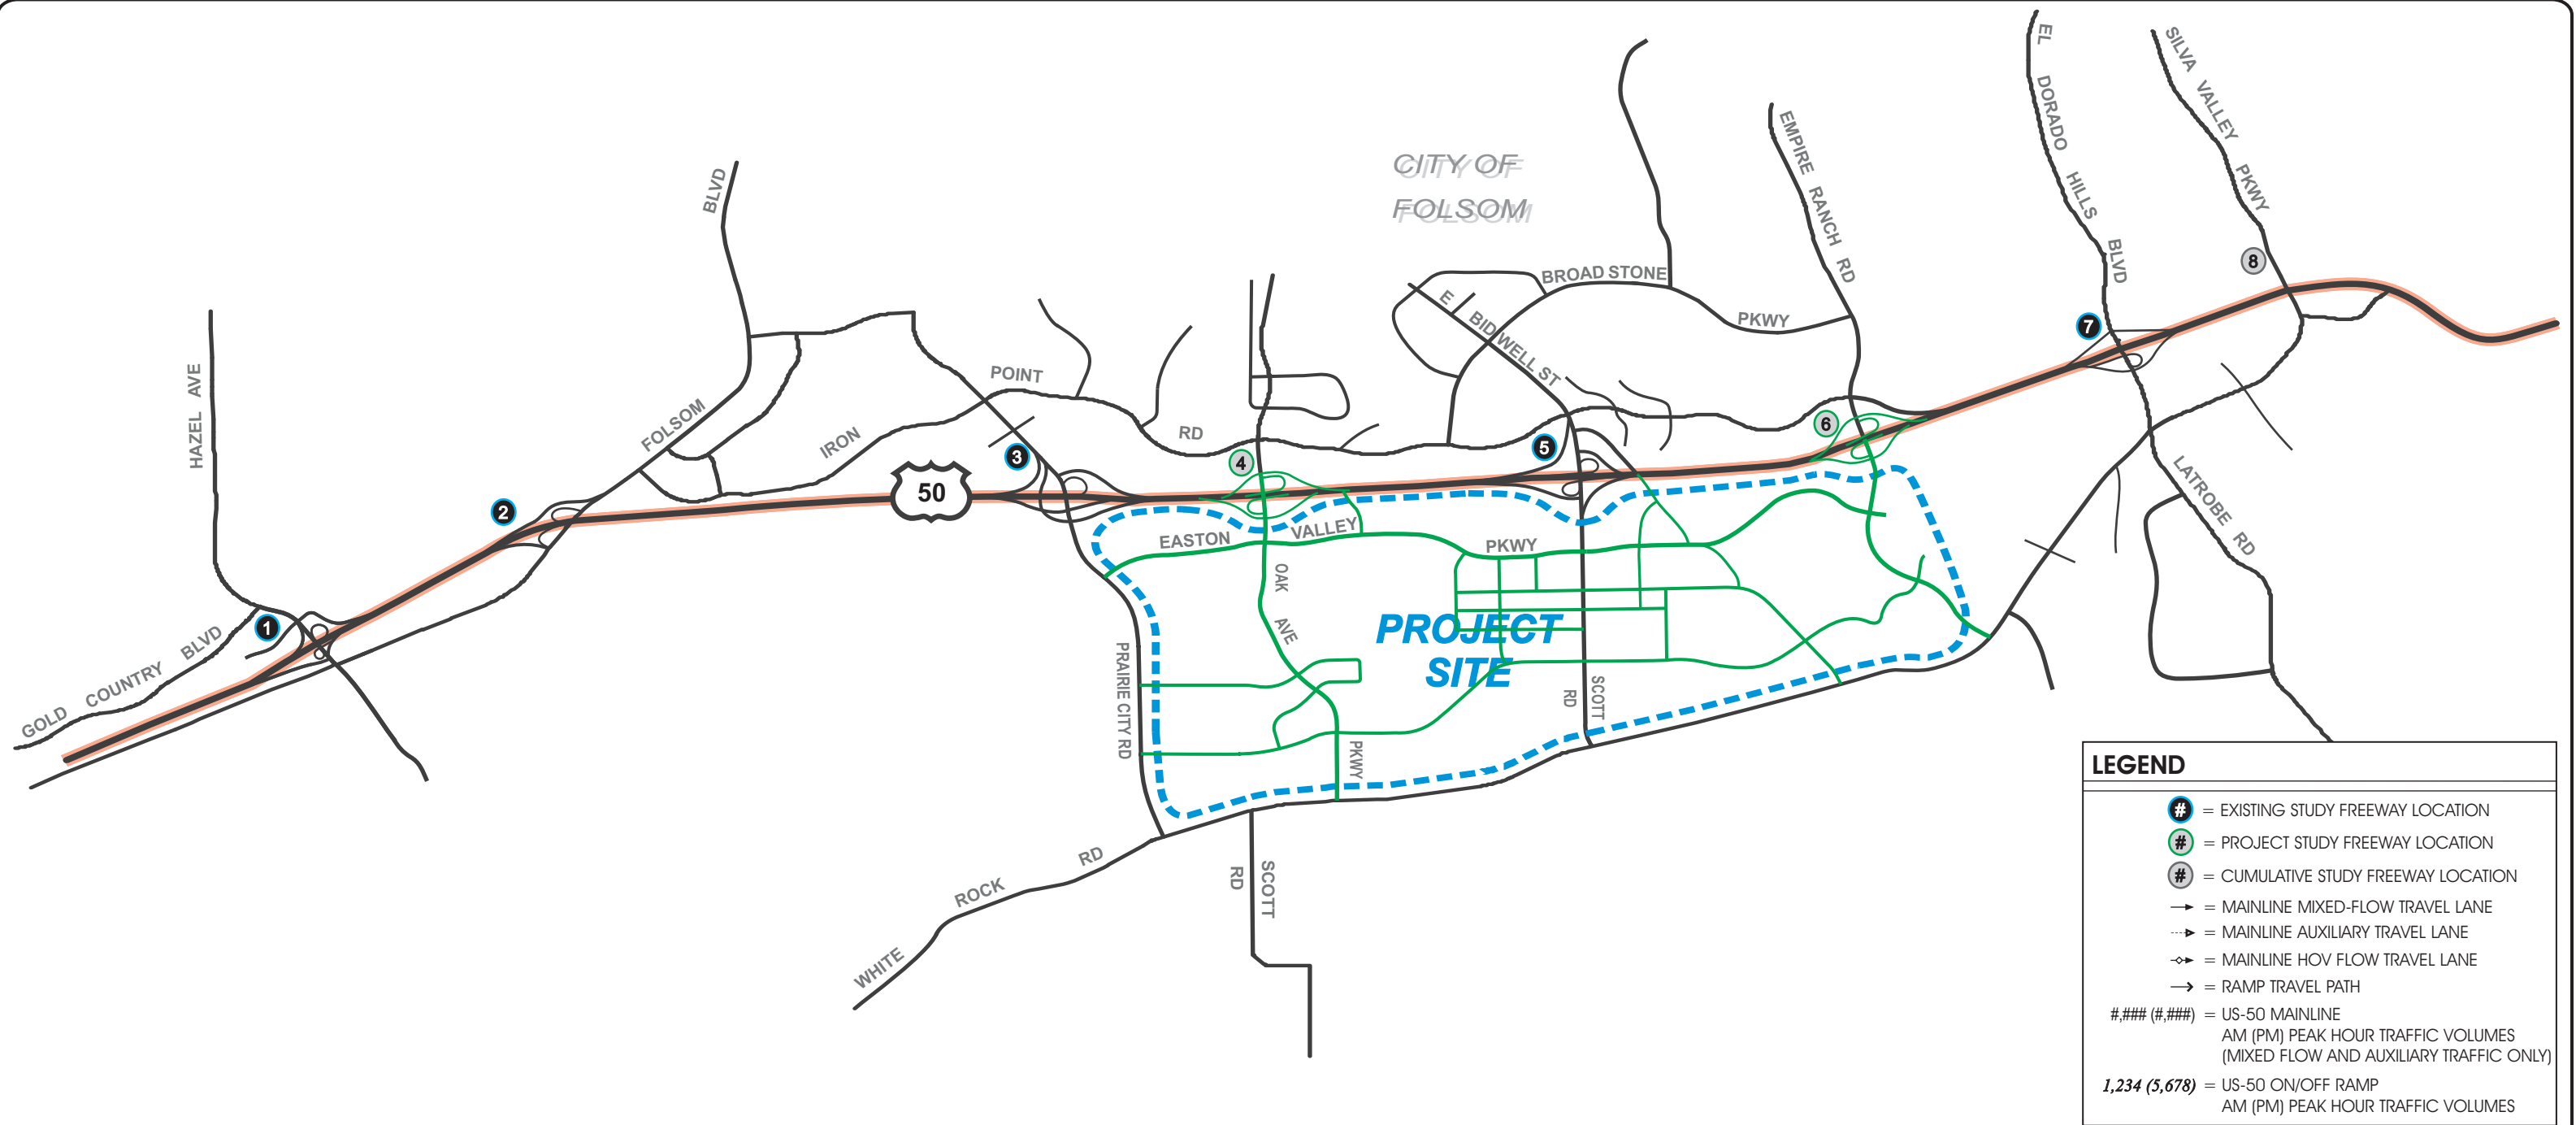 CITY OF
FOLSOM
HAZEL AVE
GOLD COUNTRY BLVD
1
2
FOLSOM BLVD
IRON POINT RD
50
3
4
5
6
7
8
BROAD STONE PKWY
E BIDWELL ST
EMPIRE RANCH RD
EL DORADO HILLS BLVD
SILVA VALLEY PKWY
LATROBE RD
EASTON VALLEY PKWY
OAK AVE PKWY
PRAIRIE CITY RD
PROJECT
SITE
SCOTT
RD
WHITE ROCK RD
SCOTT
RD
LEGEND
# = EXISTING STUDY FREEWAY LOCATION
# = PROJECT STUDY FREEWAY LOCATION
# = CUMULATIVE STUDY FREEWAY LOCATION
= MAINLINE MIXED-FLOW TRAVEL LANE
= MAINLINE AUXILIARY TRAVEL LANE
= MAINLINE HOV FLOW TRAVEL LANE
= RAMP TRAVEL PATH
#,### (#,###) = US-50 MAINLINE
AM (PM) PEAK HOUR TRAFFIC VOLUMES
(MIXED FLOW AND AUXILIARY TRAFFIC ONLY)
1,234 (5,678) = US-50 ON/OFF RAMP
AM (PM) PEAK HOUR TRAFFIC VOLUMES